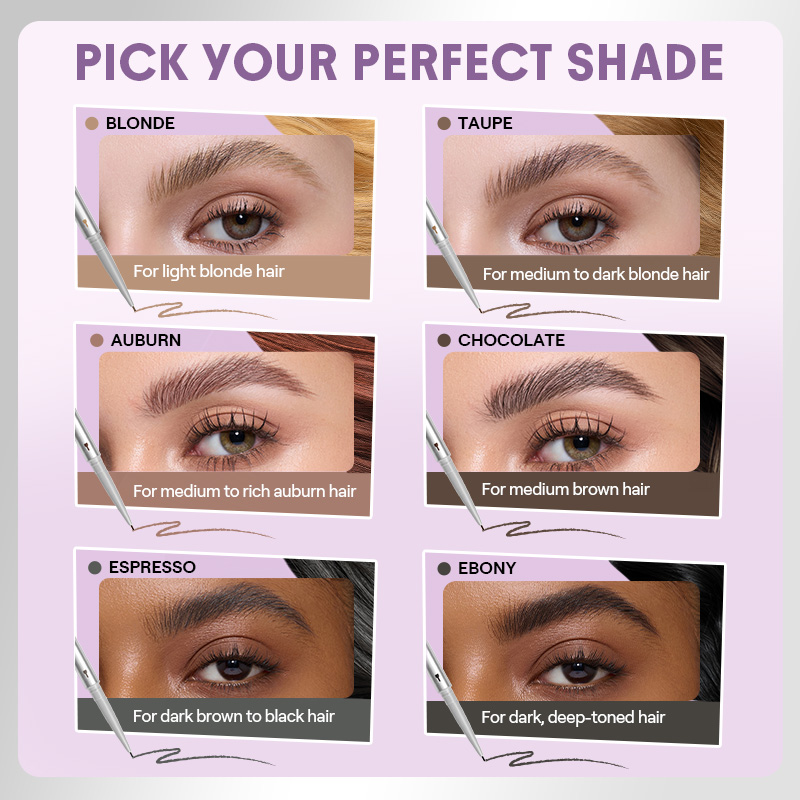 PICK YOUR PERFECT SHADE
BLONDE
For light blonde hair
TAUPE
For medium to dark blonde hair
AUBURN
For medium to rich auburn hair
CHOCOLATE
For medium brown hair
ESPRESSO
For dark brown to black hair
EBONY
For dark, deep-toned hair